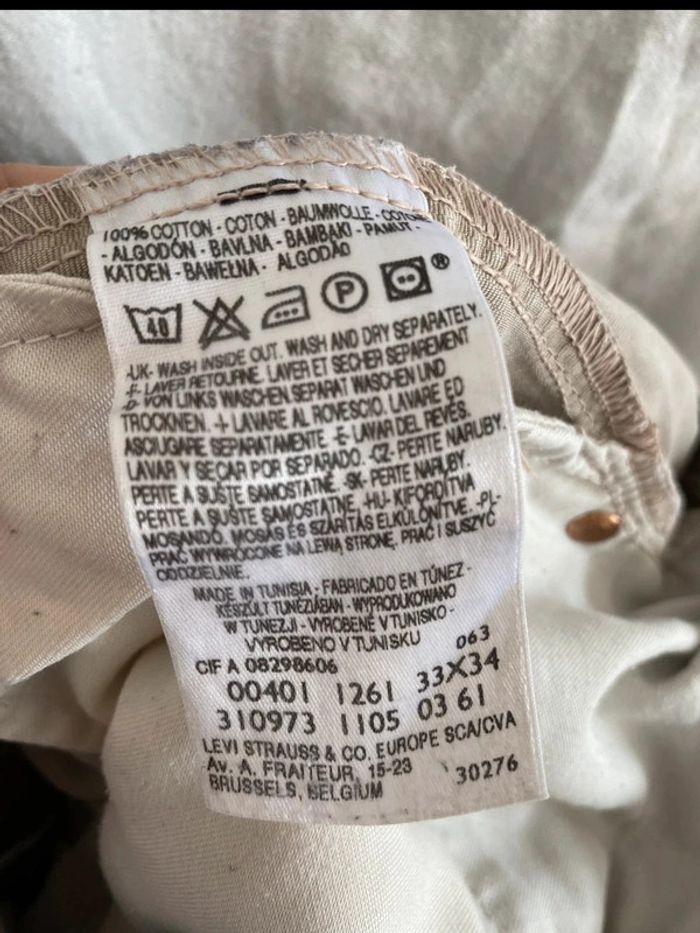 100% COTTON - COTON - BAUMWOLLE -
- ALGODÓN - BAVLNA - BAMBAKI - PAMUT -
KATOEN - BAWEŁNA - ALGODÃO
40 P ®
-UK- WASH INSIDE OUT. WASH AND DRY SEPARATELY.
-F- LAVER RETOURNE. LAVER ET SECHER SEPAREMENT
-D- VON LINKS WASCHEN. SEPARAT WASCHEN UND
TROCKNEN. -I- LAVARE AL ROVESCIO. LAVARE ED
ASCIUGARE SEPARATAMENTE. -E- LAVAR DEL REVÉS.
LAVAR Y SECAR POR SEPARADO. -CZ- PERTE NARUBY.
PERTE A SUŠTE SAMOSTATNĚ. -SK- PERTE NARUBY.
PERTE A SUŠTE SAMOSTATNE. -HU- KIFORDÍTVA
MOSANDÓ. MOSÁS ÉS SZÁRÍTÁS ELKÜLÖNÍTVE. -PL-
PRAĆ WYWRÓCONE NA LEWĄ STRONĘ. PRAĆ I SUSZYĆ
ODDZIELNIE.
MADE IN TUNISIA - FABRICADO EN TÚNEZ -
KÉSZÜLT TUNÉZIÁBAN - WYPRODUKOWANO
W TUNEZJI - VYROBENÉ V TUNISKO -
VYROBENO V TUNISKU 063
CIF A 08298606
00401 1261 33X34
310973 1105 03 61
LEVI STRAUSS & CO. EUROPE SCA/CVA
Av. A. FRAITEUR, 15-23 30276
BRUSSELS, BELGIUM